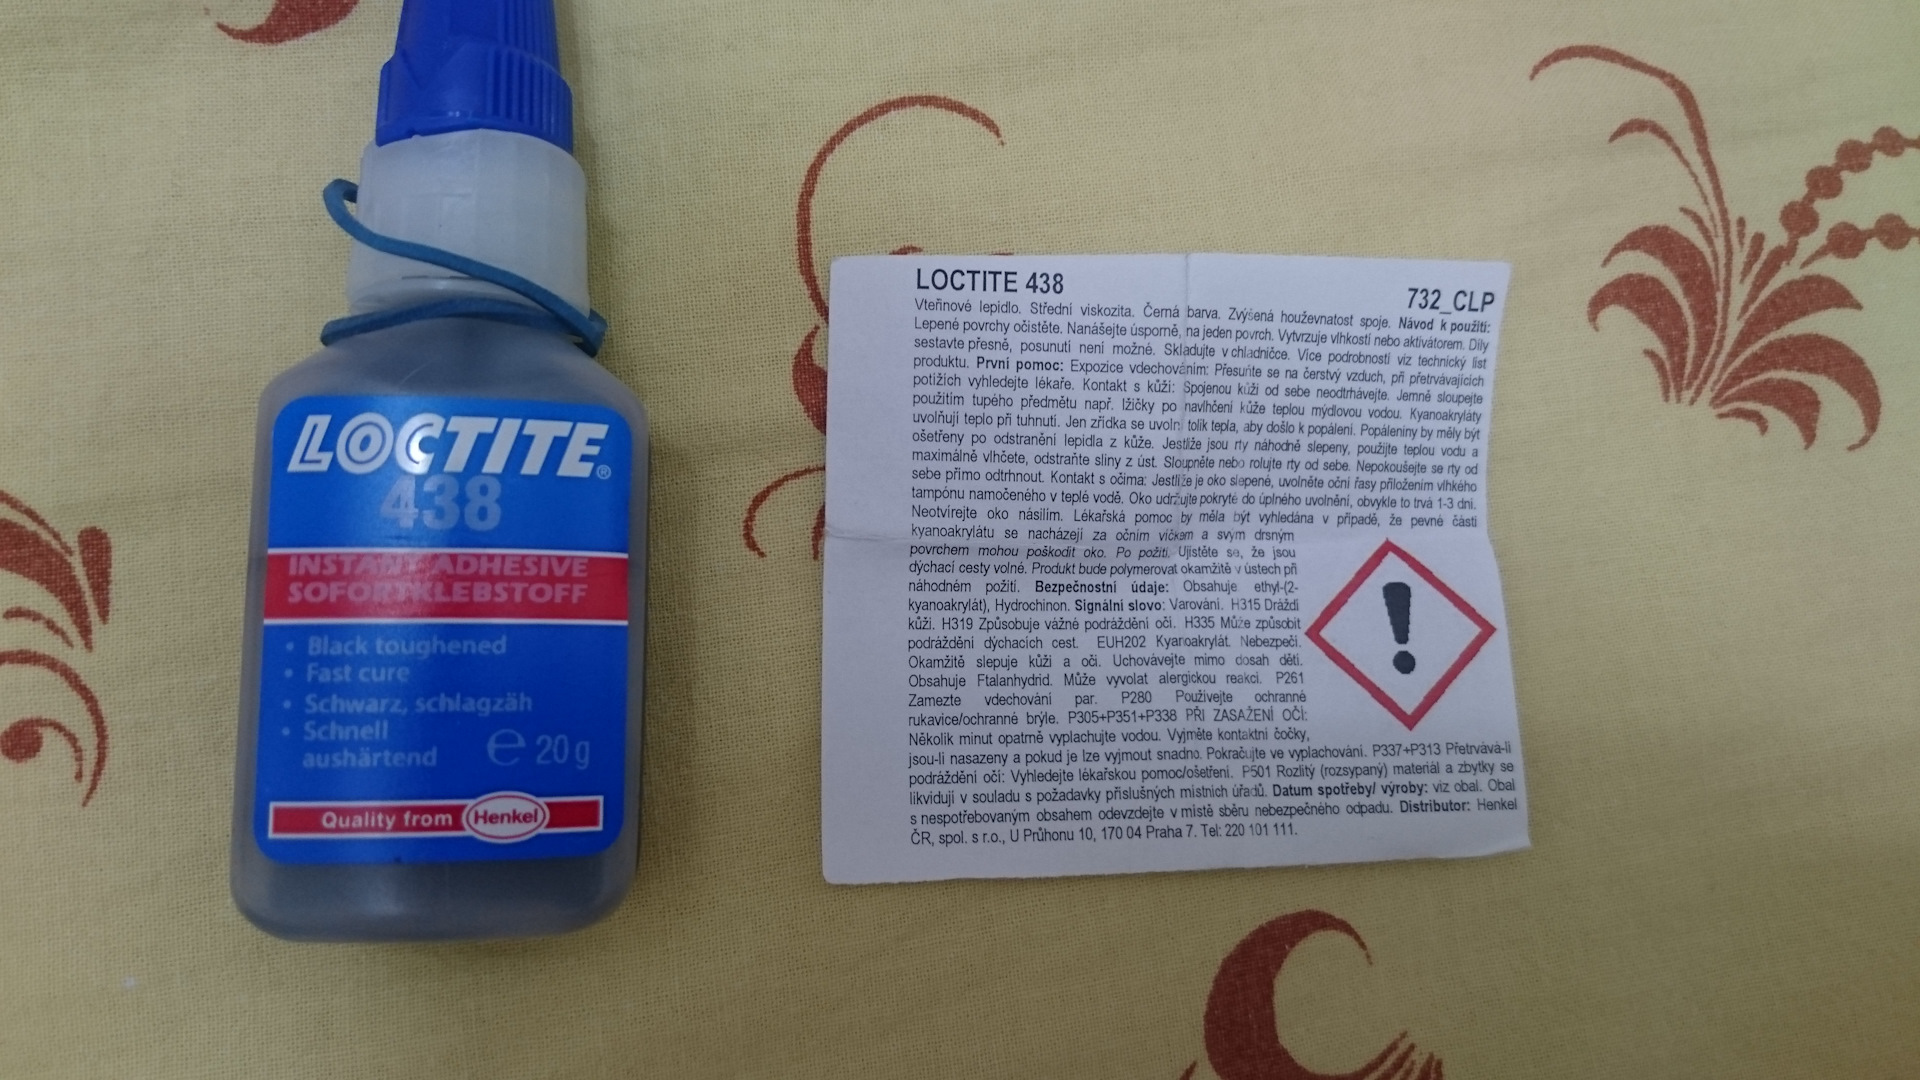 LOCTITE®
438
INSTANT ADHESIVE
SOFORTKLEBSTOFF
• Black toughened
• Fast cure
• Schwarz, schlagzäh
• Schnell
aushärtend
℮ 20 g
Quality from Henkel
LOCTITE 438
732_CLP
Vteřinové lepidlo. Střední viskozita. Černá barva. Zvýšená houževnatost spoje. Návod k použití:
Lepené povrchy očistěte. Nanášejte úsporně, na jeden povrch. Vytvrzuje vlhkostí nebo aktivátorem. Díly
sestavte přesně, posunutí není možné. Skladujte v chladničce. Více podrobností viz technický list
produktu. První pomoc: Expozice vdechováním: Přesuňte se na čerstvý vzduch, při přetrvávajících
potížích vyhledejte lékaře. Kontakt s kůží: Spojenou kůži od sebe neodtrhávejte. Jemně sloupejte
použitím tupého předmětu např. lžičky po navlhčení kůže teplou mýdlovou vodou. Kyanoakryláty
uvolňují teplo při tuhnutí. Jen zřídka se uvolní tolik tepla, aby došlo k popálení. Popáleniny by měly být
ošetřeny po odstranění lepidla z kůže. Jestliže jsou rty náhodně slepeny, použijte teplou vodu a
maximálně vlhčete, odstraňte sliny z úst. Sloupněte nebo rolujte rty od sebe. Nepokoušejte se rty od
sebe přímo odtrhnout. Kontakt s očima: Jestliže je oko slepené, uvolněte oční řasy přiložením vlhkého
tampónu namočeného v teplé vodě. Oko udržujte pokryté do úplného uvolnění, obvykle to trvá 1-3 dni.
Neotvírejte oko násilím. Lékařská pomoc by měla být vyhledána v případě, že pevné části
kyanoakrylátu se nacházejí za očním víčkem a svým drsným
povrchem mohou poškodit oko. Po požití. Ujistěte se, že jsou
dýchací cesty volné. Produkt bude polymerovat okamžitě v ústech při
náhodném požití. Bezpečnostní údaje: Obsahuje ethyl-(2-
kyanoakrylát), Hydrochinon. Signální slovo: Varování. H315 Dráždí
kůži. H319 Způsobuje vážné podráždění očí. H335 Může způsobit
podráždění dýchacích cest. EUH202 Kyanoakrylát. Nebezpečí.
Okamžitě slepuje kůži a oči. Uchovávejte mimo dosah dětí.
Obsahuje Ftalanhydrid. Může vyvolat alergickou reakci. P261
Zamezte vdechování par. P280 Používejte ochranné
rukavice/ochranné brýle. P305+P351+P338 PŘI ZASAŽENÍ OČÍ:
Několik minut opatrně vyplachujte vodou. Vyjměte kontaktní čočky,
jsou-li nasazeny a pokud je lze vyjmout snadno. Pokračujte ve vyplachování. P337+P313 Přetrvává-li
podráždění očí: Vyhledejte lékařskou pomoc/ošetření. P501 Rozlitý (rozsypaný) materiál a zbytky se
likvidují v souladu s požadavky příslušných místních úřadů. Datum spotřeby/ výroby: viz obal. Obal
s nespotřebovaným obsahem odevzdejte v místě sběru nebezpečného odpadu. Distributor: Henkel
ČR, spol. s r.o., U Průhonu 10, 170 04 Praha 7. Tel: 220 101 111.